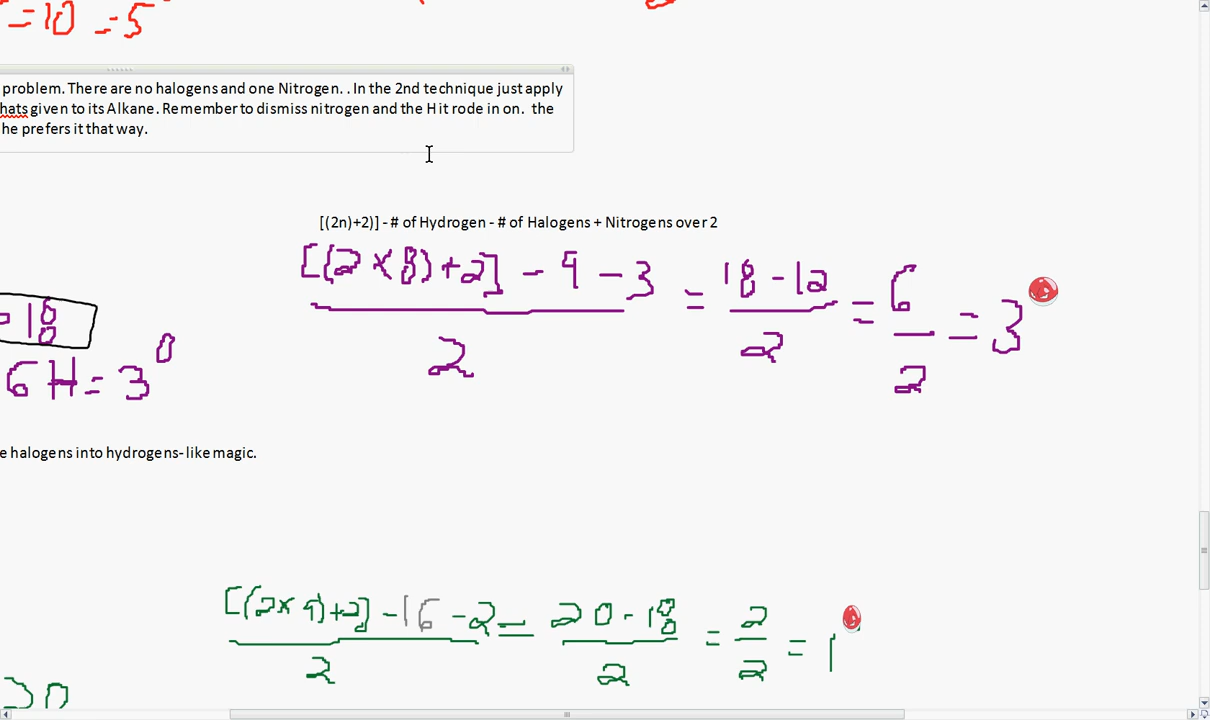 = 10 = 5
problem. There are no halogens and one Nitrogen. . In the 2nd technique just apply
hats given to its Alkane. Remember to dismiss nitrogen and the H it rode in on. the
he prefers it that way.
[(2n)+2)] - # of Hydrogen - # of Halogens + Nitrogens over 2
[(2×8)+2] - 9 - 3 = 18 - 12 = 6 = 3°
2 2 2
= 18
6 H = 3°
e halogens into hydrogens-like magic.
[(2×9)+2] - 16 - 2 = 20 - 18 = 2 = 1°
2 2 2
20